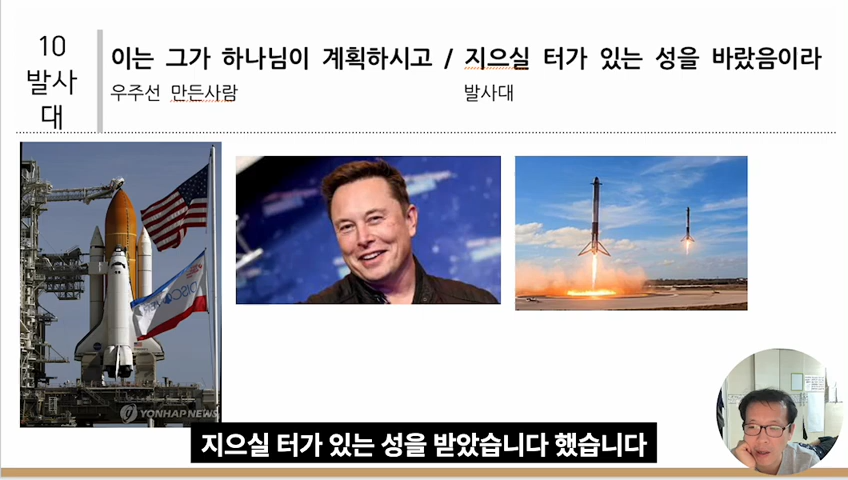 10
발사
대
이는 그가 하나님이 계획하시고 / 지으실 터가 있는 성을 바랐음이라
우주선 만든사람
발사대
DISCOVERY
YONHAP NEWS
지으실 터가 있는 성을 받았습니다 했습니다